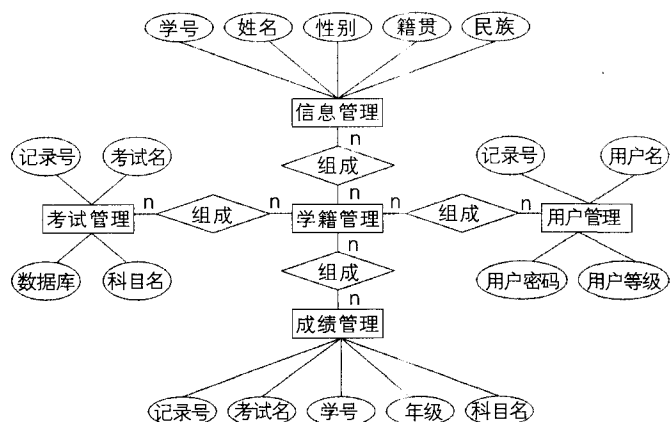 学号 姓名 性别 籍贯 民族
信息管理
n
记录号 考试名 组成 记录号 用户名
n
n n n n
考试管理 组成 学籍管理 组成 用户管理
n
数据库 科目名 组成 用户密码 用户等级
n
成绩管理
记录号 考试名 学号 年级 科目名